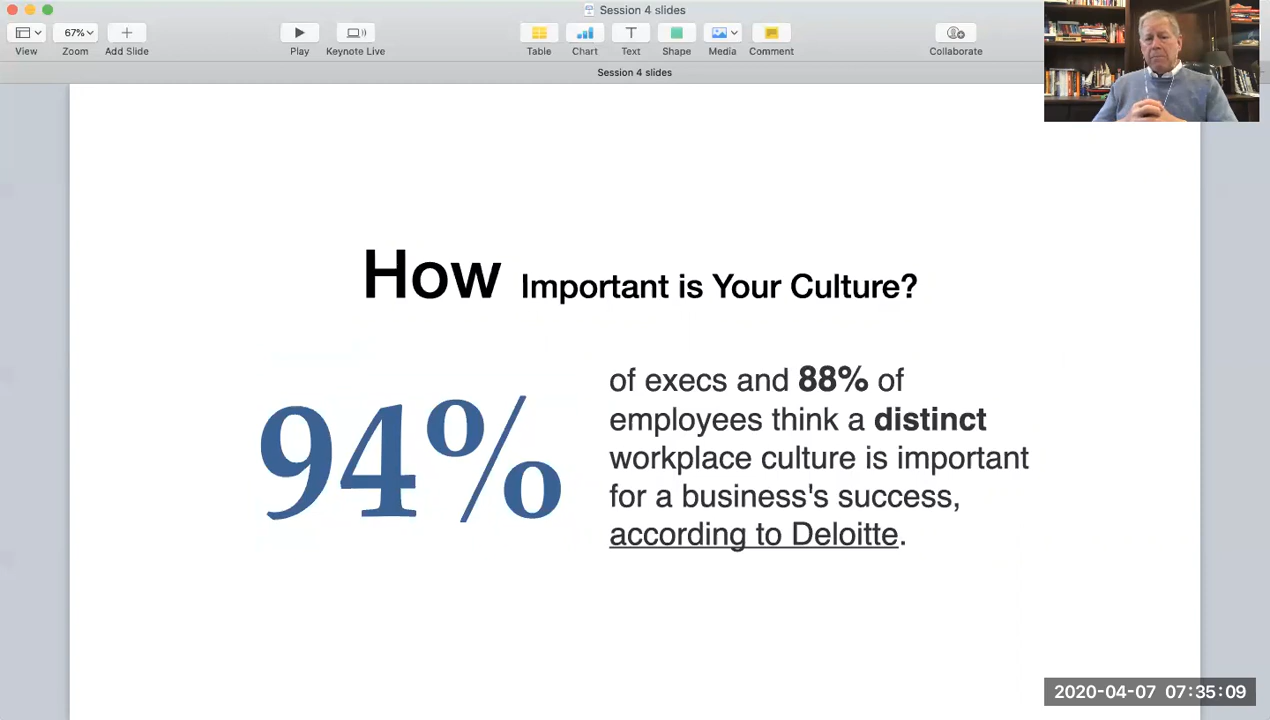 Session 4 slides
67%
View
Zoom
Add Slide
Play
Keynote Live
Table
Chart
Text
Shape
Media
Comment
Collaborate
Session 4 slides
How Important is Your Culture?
94%
of execs and 88% of
employees think a distinct
workplace culture is important
for a business's success,
according to Deloitte.
2020-04-07 07:35:09